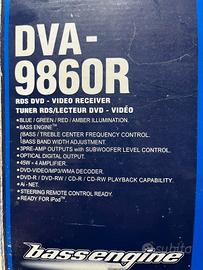 DVA-
9860R
RDS DVD - VIDEO RECEIVER
TUNER RDS/LECTEUR DVD - VIDÉO
• BLUE / GREEN / RED / AMBER ILLUMINATION.
• BASS ENGINE™
[BASS / TREBLE CENTER FREQUENCY CONTROL.
BASS BAND WIDTH ADJUSTMENT.
• 3PRE-AMP OUTPUTS WITH SUBWOOFER LEVEL CONTROL.
• OPTICAL DIGITAL OUTPUT.
• 45W × 4 AMPLIFIER.
• DVD-VIDEO/MP3/WMA DECODER.
• DVD-R / DVD-RW / CD-R / CD-RW PLAYBACK CAPABILITY.
• Ai-NET.
• STEERING REMOTE CONTROL READY.
• READY FOR iPod™.
bassengine
subito